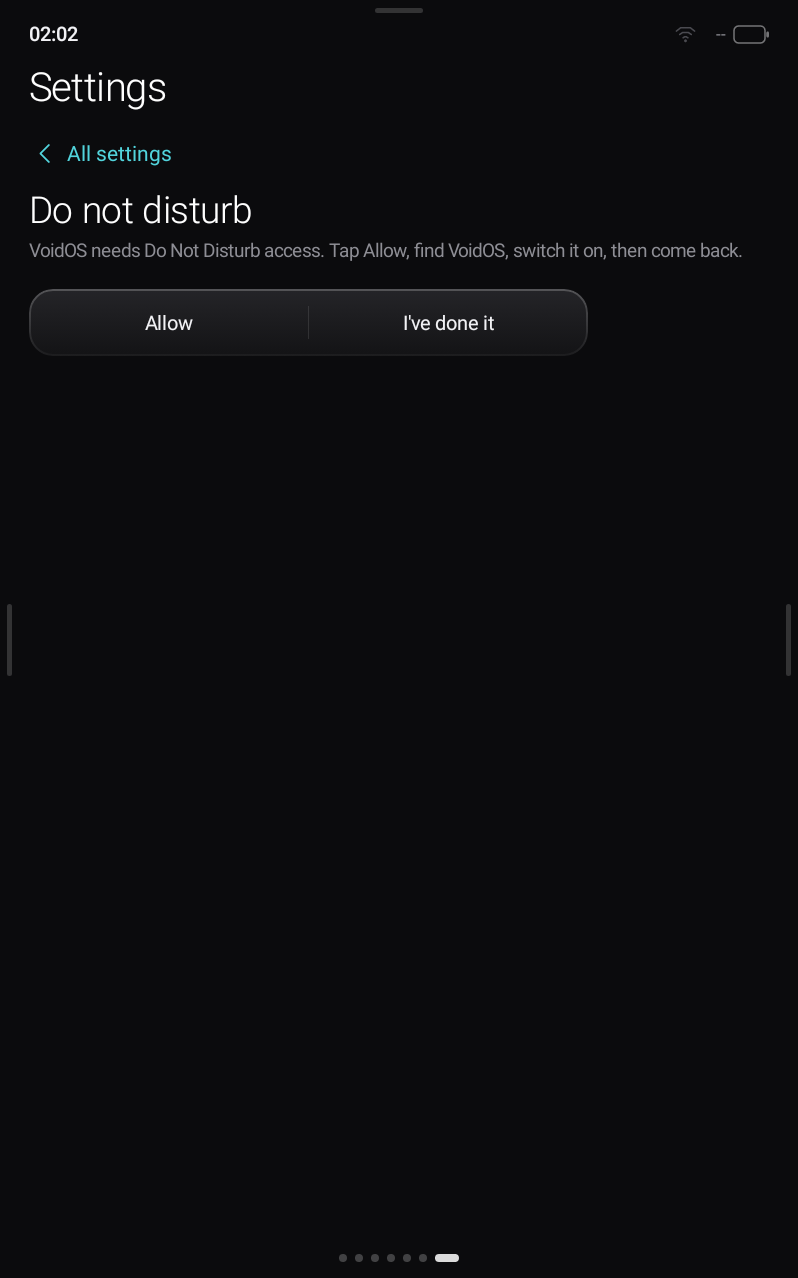 02:02
--
Settings
All settings
Do not disturb
VoidOS needs Do Not Disturb access. Tap Allow, find VoidOS, switch it on, then come back.
Allow
I've done it